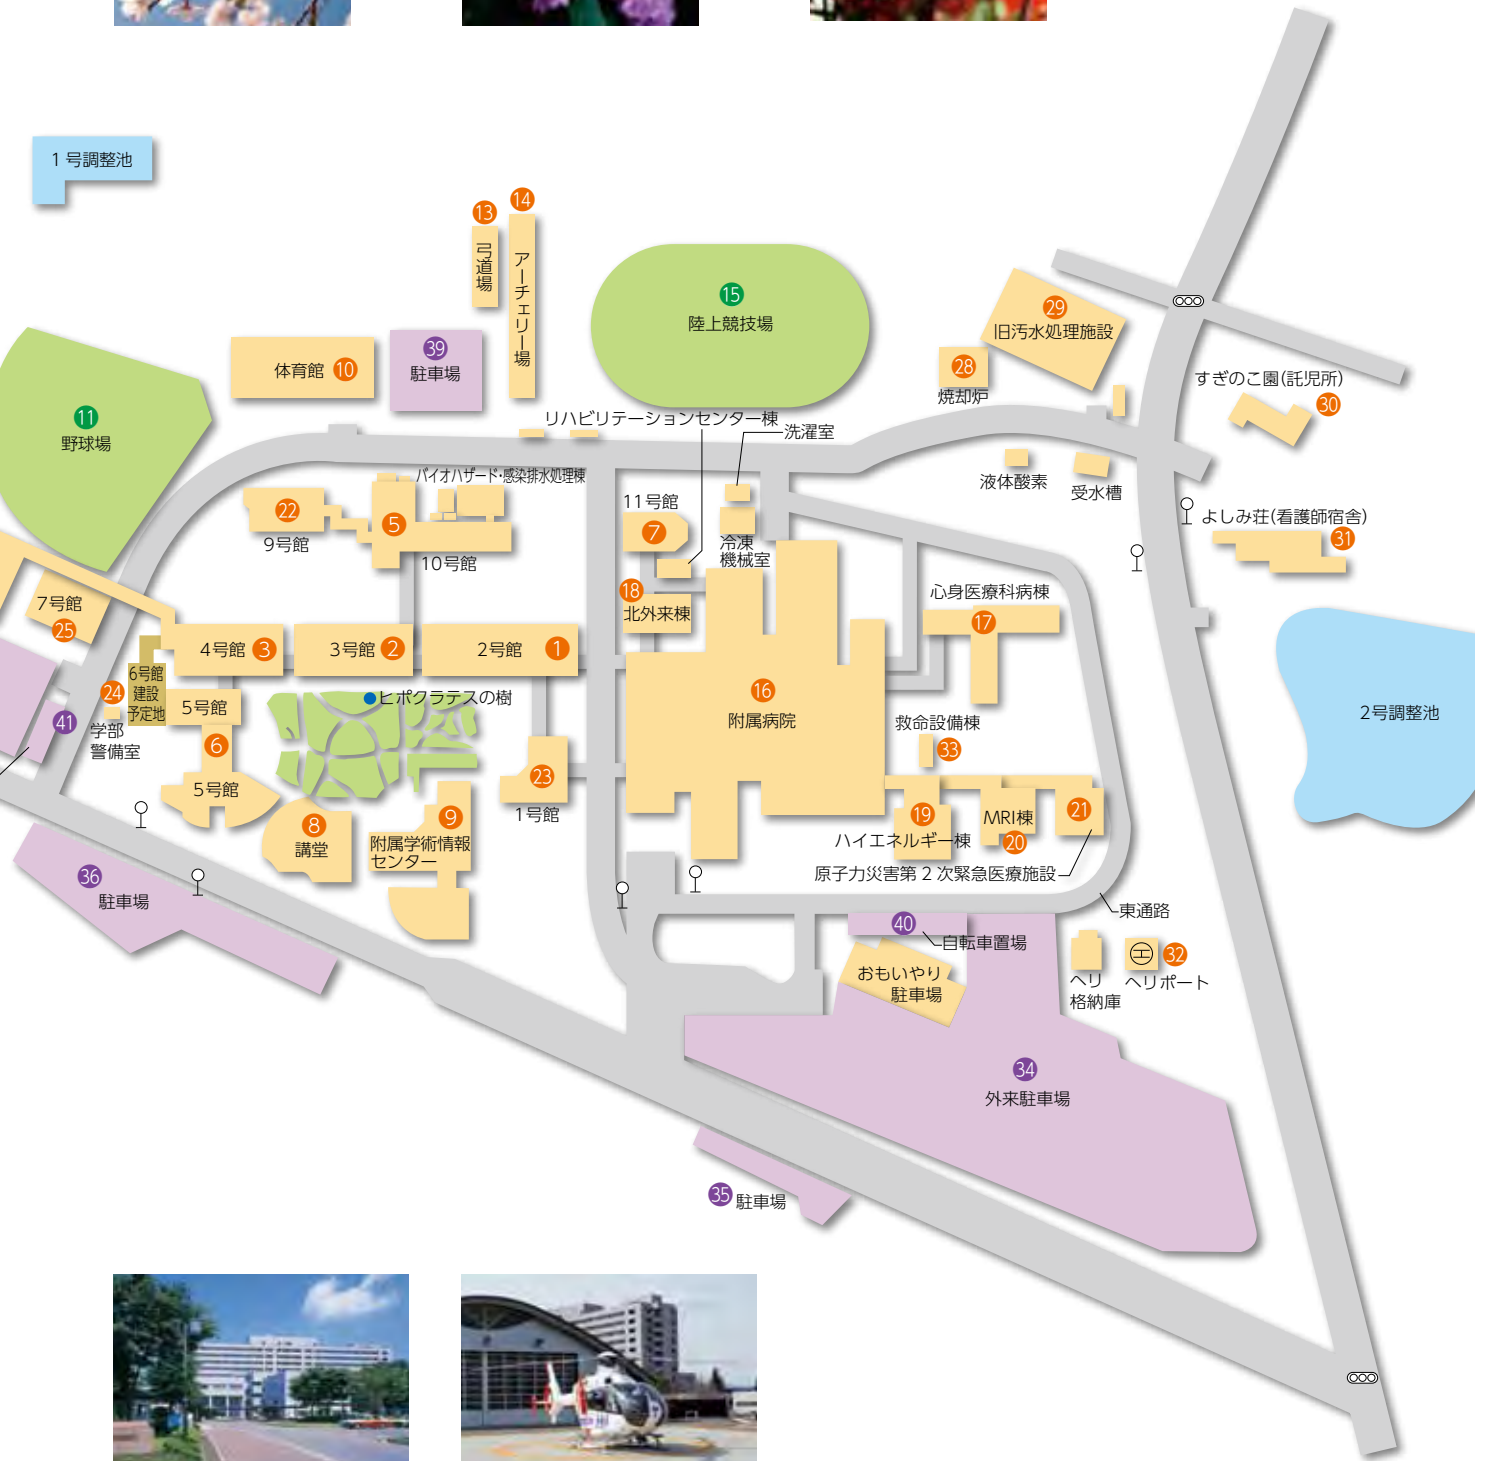 1 号調整池
14
13
弓道場
アーチェリー場
15
陸上競技場
29
旧汚水処理施設
28
焼却炉
すぎのこ園(託児所)
30
39
駐車場
体育館 10
11
野球場
リハビリテーションセンター棟
洗濯室
バイオハザード・感染排水処理棟
液体酸素
受水槽
22
9号館
5
10号館
11号館
7
冷凍
機械室
よしみ荘(看護師宿舎)
31
7号館
25
18
北外来棟
心身医療科病棟
17
4号館 3
3号館 2
2号館 1
ヒポクラテスの樹
24
学部
警備室
6号館
建設
予定地
5号館
6
5号館
41
16
附属病院
2号調整池
救命設備棟
33
23
1号館
9
附属学術情報
センター
8
講堂
19
ハイエネルギー棟
MRI棟
20
21
原子力災害第 2 次緊急医療施設
36
駐車場
東通路
40
自転車置場
おもいやり
駐車場
ヘリ
格納庫
32
ヘリポート
34
外来駐車場
35 駐車場